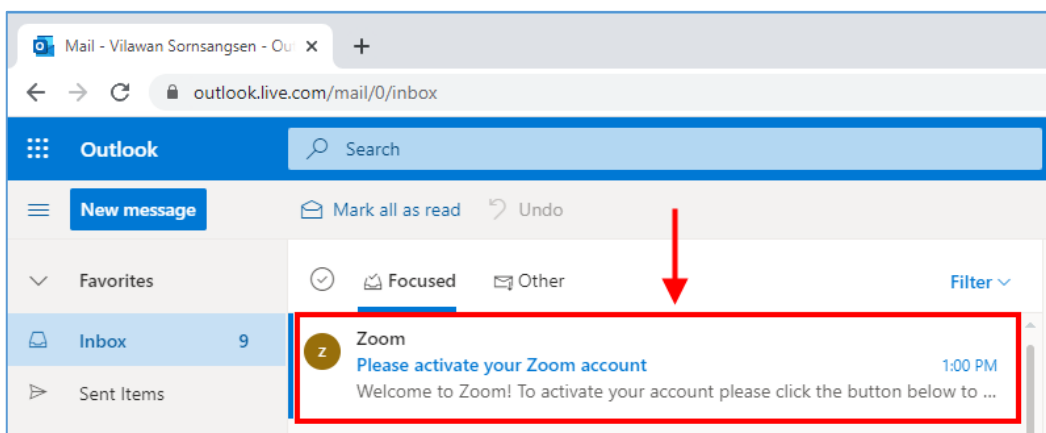 Mail - Vilawan Sornsangsen - Ou
outlook.live.com/mail/0/inbox
Outlook
Search
New message
Mark all as read
Undo
Favorites
Focused
Other
Filter
Inbox 9
Sent Items
Z
Zoom
Please activate your Zoom account 1:00 PM
Welcome to Zoom! To activate your account please click the button below to ...